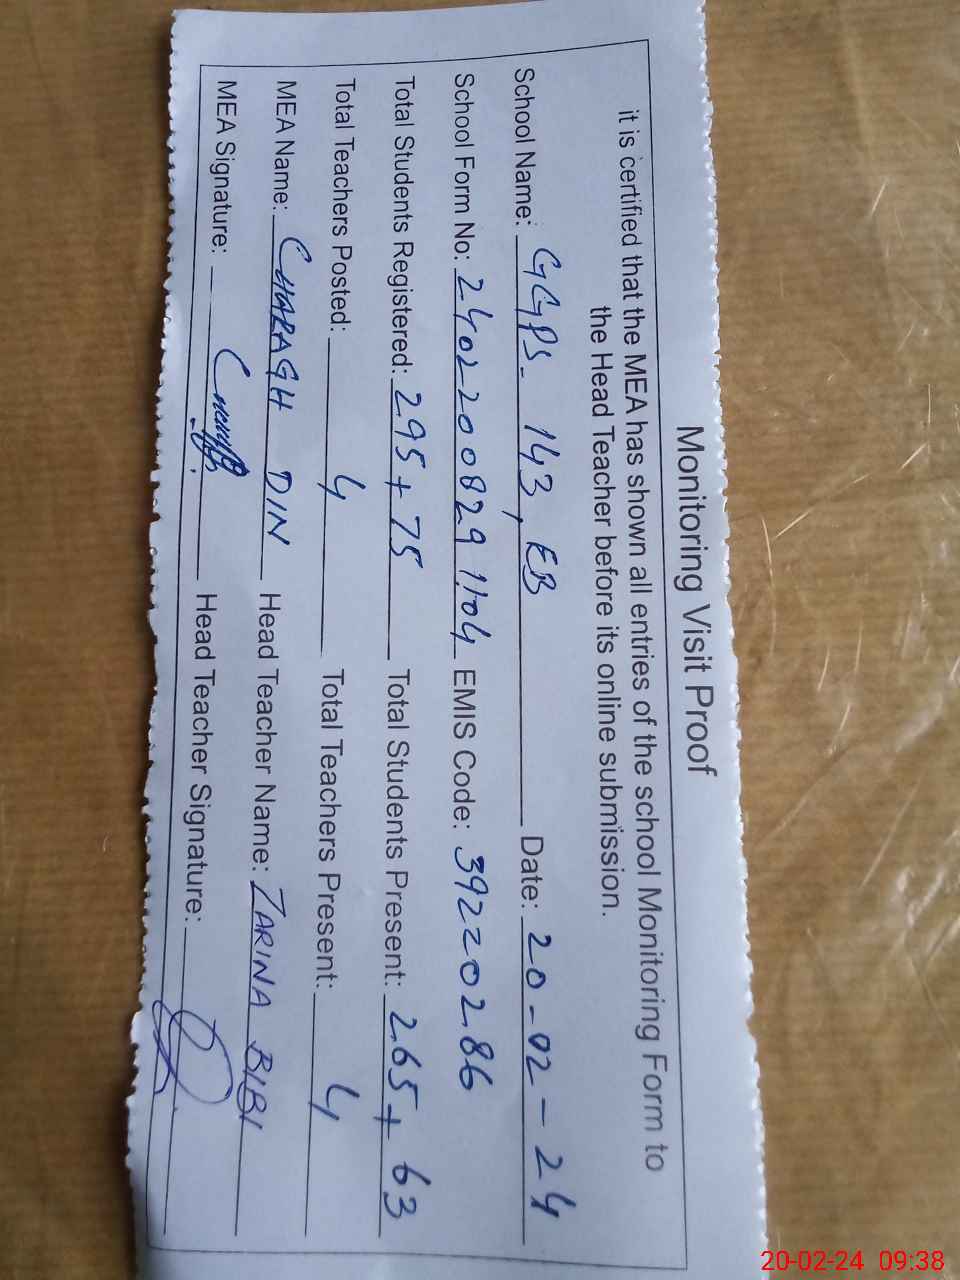 Monitoring Visit Proof
it is certified that the MEA has shown all entries of the school Monitoring Form to
the Head Teacher before its online submission.
School Name: GGPS- 143, EB Date: 20-02-24
School Form No: 2402200829 1104 EMIS Code: 39220286
Total Students Registered: 295 + 75 Total Students Present: 265 + 63
Total Teachers Posted: 4 Total Teachers Present: 4
MEA Name: CHARAGH DIN Head Teacher Name: ZARINA BIBI
MEA Signature: Head Teacher Signature:
20-02-24 09:38